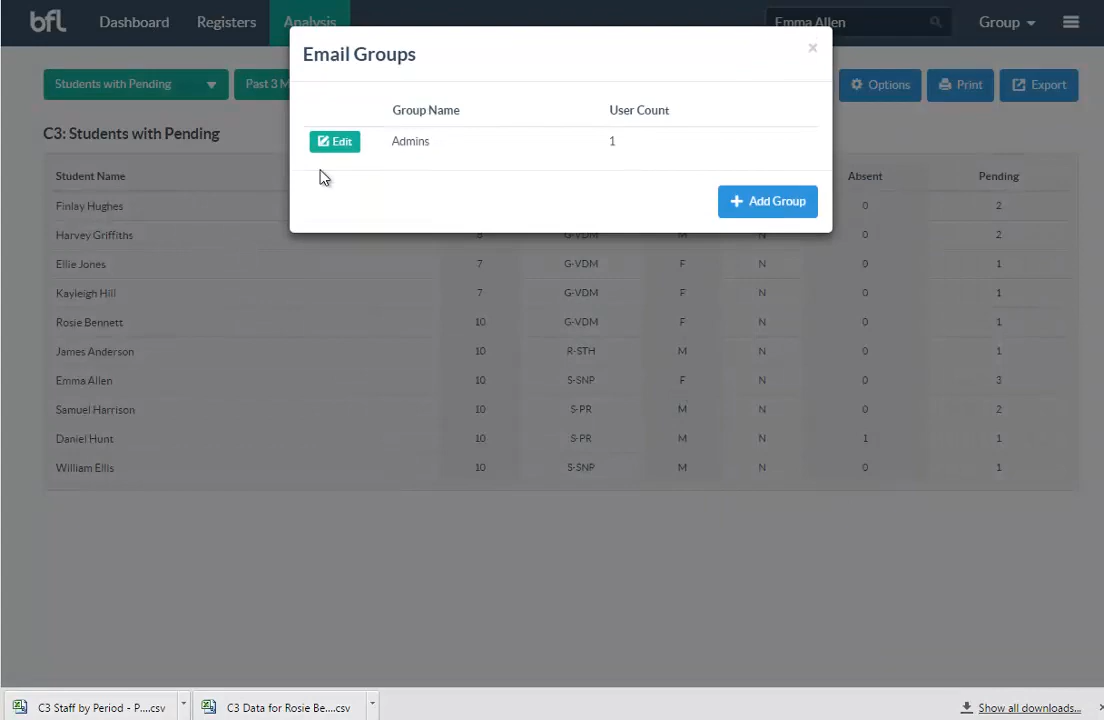 bfl Dashboard Registers Analysis Emma Allen Group
Email Groups ×
Students with Pending Past 3 M Options Print Export
Group Name User Count
C3: Students with Pending
Edit Admins 1
Student Name Absent Pending
+ Add Group
Finlay Hughes 0 2
Harvey Griffiths G-VDM M N 0 2
Ellie Jones 7 G-VDM F N 0 1
Kayleigh Hill 7 G-VDM F N 0 1
Rosie Bennett 10 G-VDM F N 0 1
James Anderson 10 R-STH M N 0 1
Emma Allen 10 S-SNP F N 0 3
Samuel Harrison 10 S-PR M N 0 2
Daniel Hunt 10 S-PR M N 1 1
William Ellis 10 S-SNP M N 0 1
C3 Staff by Period - P....csv C3 Data for Rosie Be....csv Show all downloads...